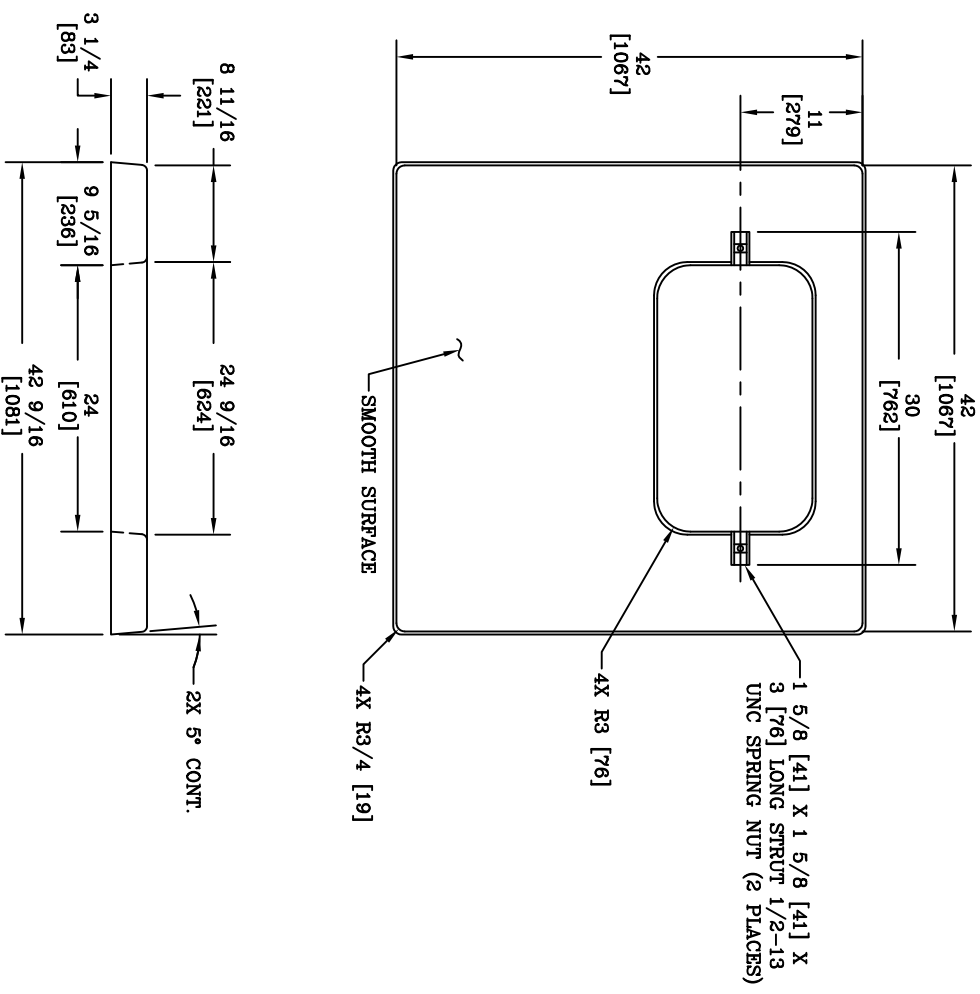 42
[1067]
30
[762]
11
[279]
42
[1067]
1 5/8 [41] X 1 5/8 [41] X
3 [76] LONG STRUT 1/2-13
UNC SPRING NUT (2 PLACES)
4X R3 [76]
4X R3/4 [19]
SMOOTH SURFACE
8 11/16
[221]
24 9/16
[624]
3 1/4
[83]
9 5/16
[236]
24
[610]
42 9/16
[1081]
2X 5° CONT.